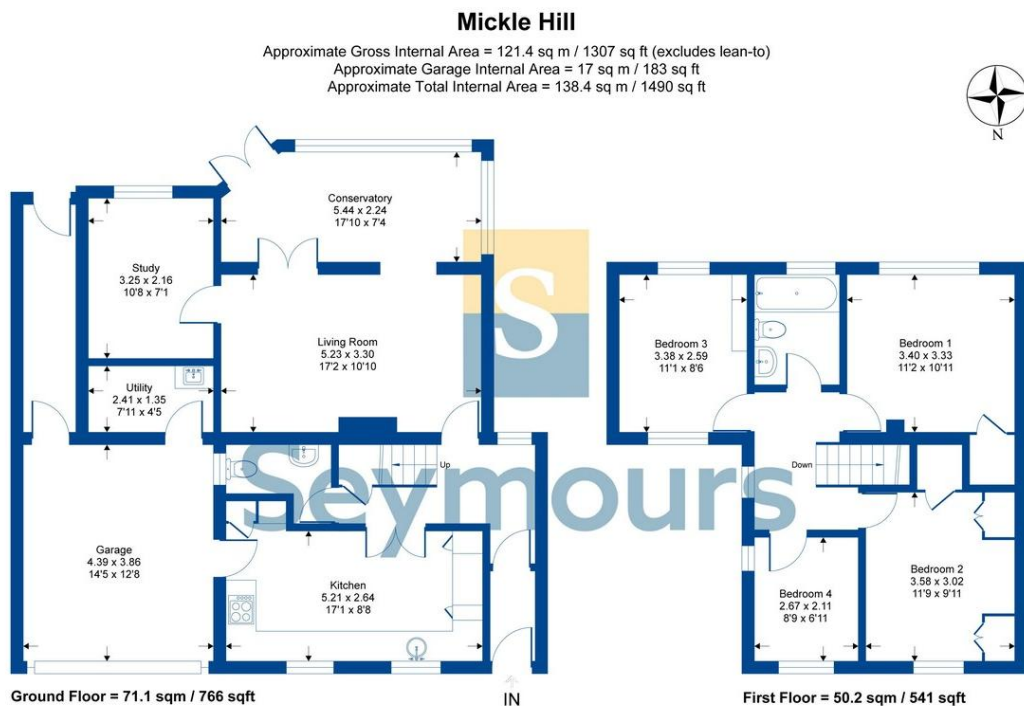 Mickle Hill
Approximate Gross Internal Area = 121.4 sq m / 1307 sq ft (excludes lean-to)
Approximate Garage Internal Area = 17 sq m / 183 sq ft
Approximate Total Internal Area = 138.4 sq m / 1490 sq ft
N
Conservatory
5.44 x 2.24
17'10 x 7'4
Study
3.25 x 2.16
10'8 x 7'1
Living Room
5.23 x 3.30
17'2 x 10'10
Utility
2.41 x 1.35
7'11 x 4'5
Up
Garage
4.39 x 3.86
14'5 x 12'8
Kitchen
5.21 x 2.64
17'1 x 8'8
IN
Ground Floor = 71.1 sqm / 766 sqft
S
Seymours
Bedroom 3
3.38 x 2.59
11'1 x 8'6
Bedroom 1
3.40 x 3.33
11'2 x 10'11
Down
Bedroom 4
2.67 x 2.11
8'9 x 6'11
Bedroom 2
3.58 x 3.02
11'9 x 9'11
First Floor = 50.2 sqm / 541 sqft